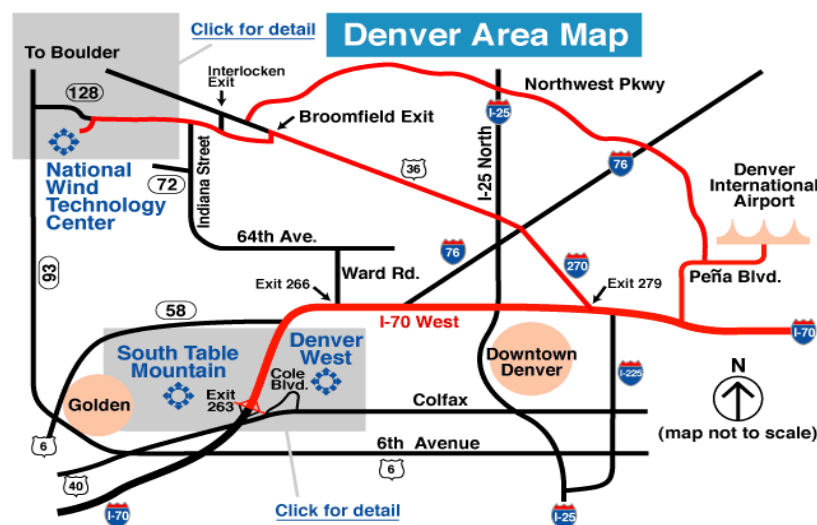 Click for detail
Denver Area Map
To Boulder
Interlocken
Exit
Northwest Pkwy
128
I-25
Broomfield Exit
National
Wind
Technology
Center
72
Indiana Street
I-25 North
36
76
Denver
International
Airport
64th Ave.
76
270
93
Exit 266
Ward Rd.
Exit 279
Peña Blvd.
58
I-70 West
I-70
South Table
Mountain
Denver
West
Downtown
Denver
I-225
N
Cole
Blvd.
Exit
263
Golden
Colfax
(map not to scale)
6
6th Avenue
6
40
Click for detail
I-70
I-25